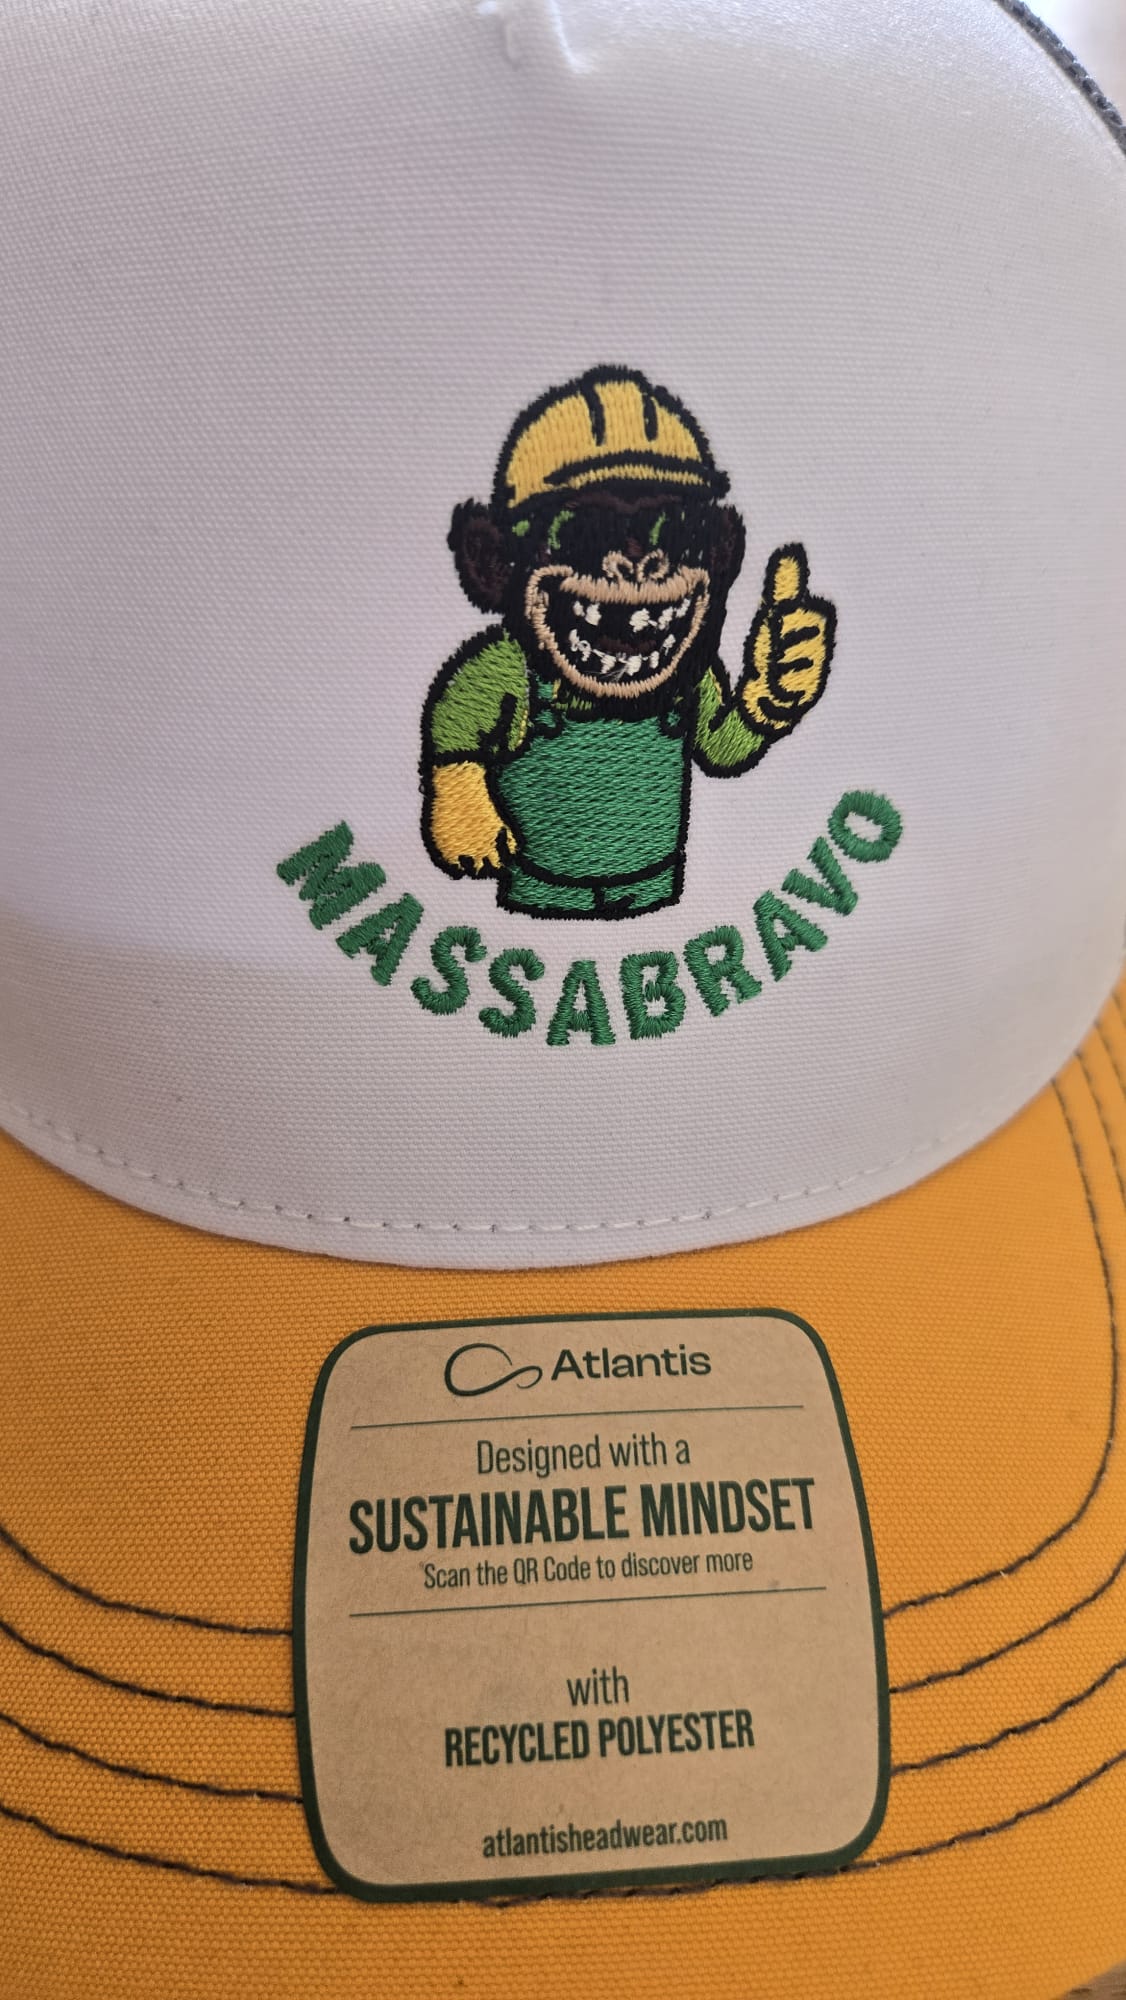 MASSABRAVO
Atlantis
Designed with a
SUSTAINABLE MINDSET
Scan the QR Code to discover more
with
RECYCLED POLYESTER
atlantisheadwear.com